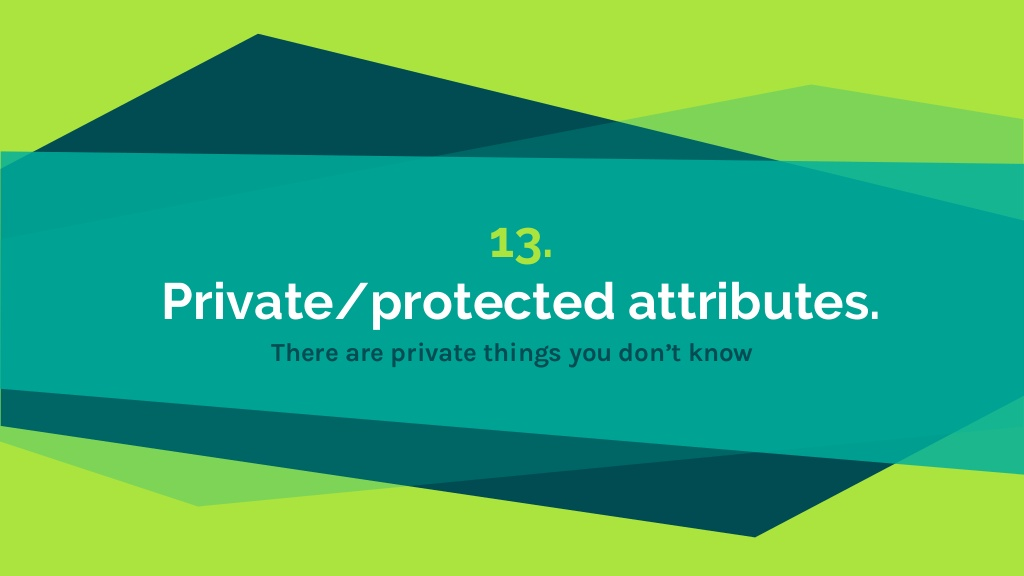 13.
Private/protected attributes.
There are private things you don’t know